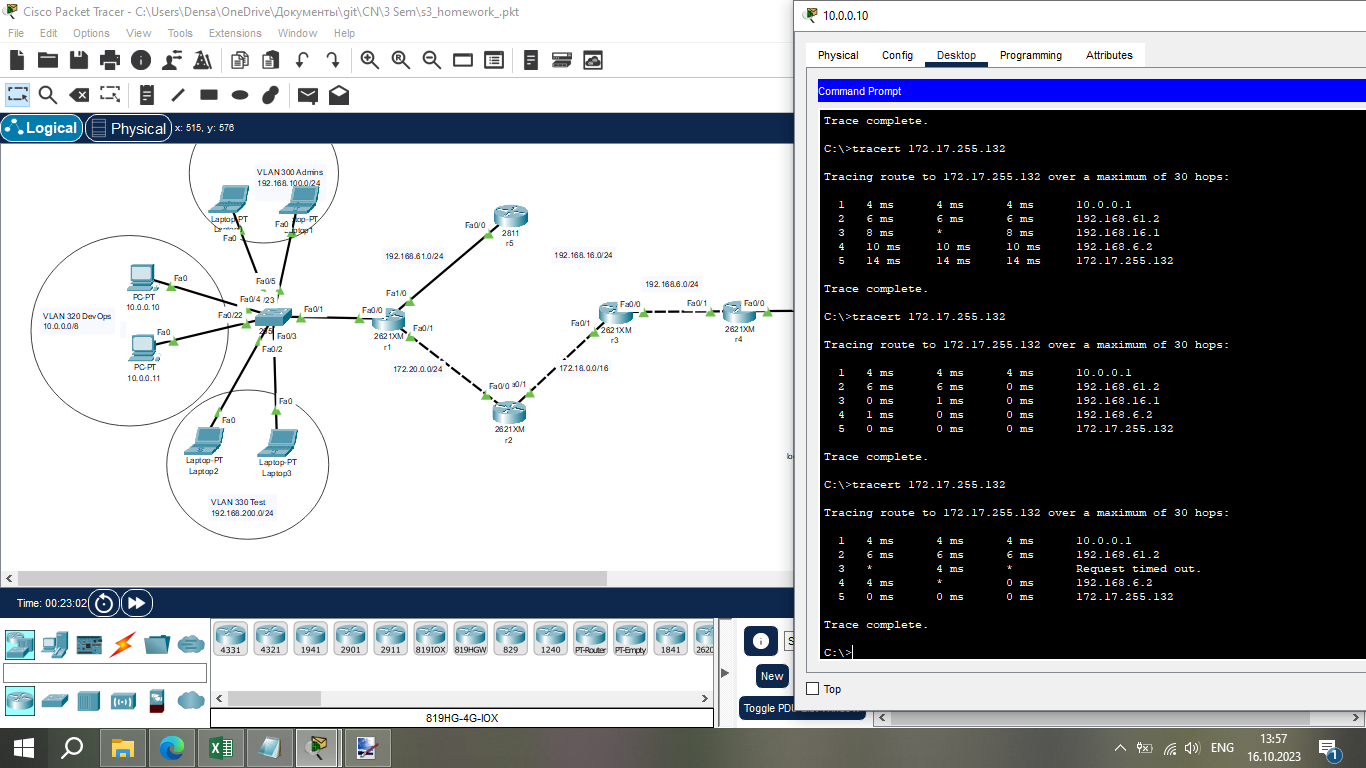 Cisco Packet Tracer - C:\Users\Densa\OneDrive\Документы\git\CN\3 Sem\s3_homework_.pkt
File Edit Options View Tools Extensions Window Help
Logical Physical x: 515, y: 576
VLAN 300 Admins
192.168.100.0/24
Fa0
Fa0
Fa0/0
2811
r5
192.168.61.0/24
192.168.16.0/24
VLAN 320 DevOps
10.0.0.0/8
PC-PT
10.0.0.10
Fa0
PC-PT
10.0.0.11
Fa0
Fa0/5
Fa0/4
Fa0/22
Fa0/3
Fa0/2
Fa0/1
Fa0/0
Fa1/0
Fa0/1
2621XM
r1
172.20.0.0/24
Fa0/0
2621XM
r2
172.18.0.0/16
Fa0/1
Fa0/0
2621XM
r3
192.168.6.0/24
Fa0/1
Fa0/0
2621XM
r4
Fa0
Laptop-PT
Laptop2
Fa0
Laptop-PT
Laptop3
VLAN 330 Test
192.168.200.0/24
Time: 00:23:02
4331 4321 1941 2901 2911 819IOX 819HGW 829 1240 PT-Router PT-Empty 1841
819HG-4G-IOX
New
10.0.0.10
Physical Config Desktop Programming Attributes
Command Prompt
Trace complete.
C:\>tracert 172.17.255.132
Tracing route to 172.17.255.132 over a maximum of 30 hops:
1 4 ms 4 ms 4 ms 10.0.0.1
2 6 ms 6 ms 6 ms 192.168.61.2
3 8 ms * 8 ms 192.168.16.1
4 10 ms 10 ms 10 ms 192.168.6.2
5 14 ms 14 ms 14 ms 172.17.255.132
Trace complete.
C:\>tracert 172.17.255.132
Tracing route to 172.17.255.132 over a maximum of 30 hops:
1 4 ms 4 ms 4 ms 10.0.0.1
2 6 ms 6 ms 0 ms 192.168.61.2
3 0 ms 1 ms 0 ms 192.168.16.1
4 1 ms 0 ms 0 ms 192.168.6.2
5 0 ms 0 ms 0 ms 172.17.255.132
Trace complete.
C:\>tracert 172.17.255.132
Tracing route to 172.17.255.132 over a maximum of 30 hops:
1 4 ms 4 ms 4 ms 10.0.0.1
2 6 ms 6 ms 6 ms 192.168.61.2
3 * 4 ms * Request timed out.
4 4 ms * 0 ms 192.168.6.2
5 0 ms 0 ms 0 ms 172.17.255.132
Trace complete.
C:\>
Top
Toggle PDU
ENG
13:57
16.10.2023
1